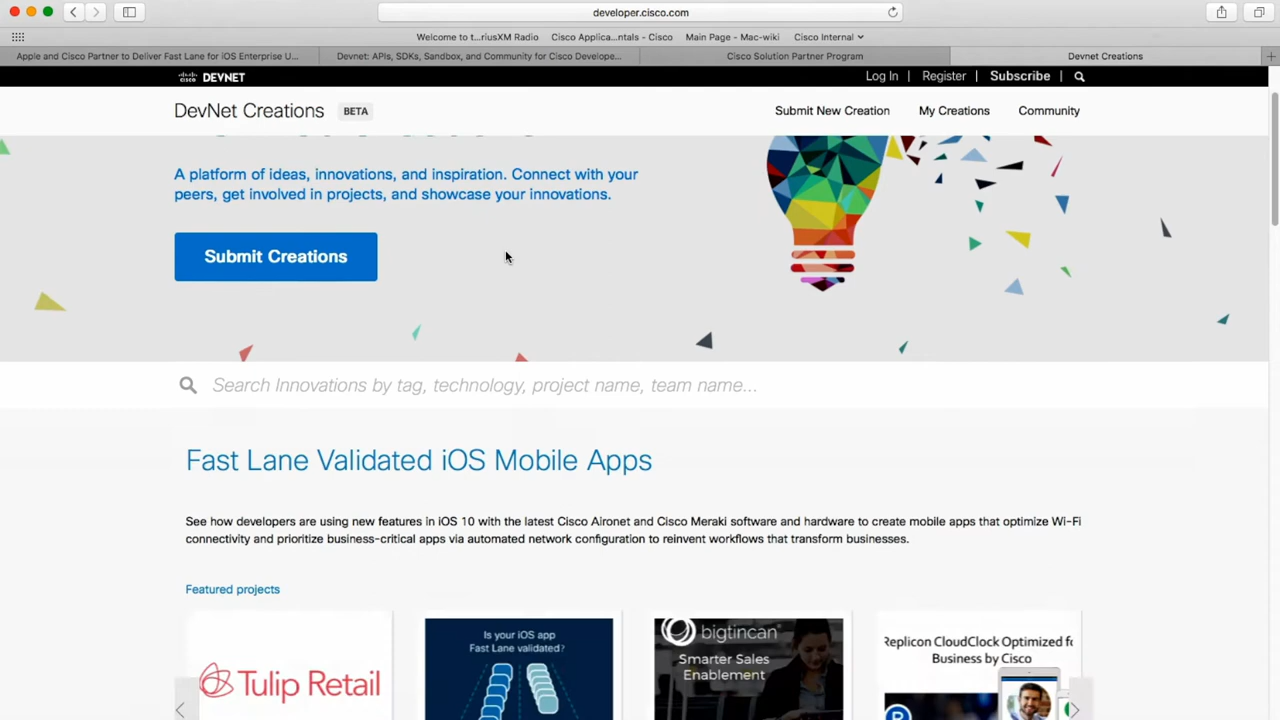 developer.cisco.com
Welcome to t...riusXM Radio Cisco Applica...ntals - Cisco Main Page - Mac-wiki Cisco Internal
Apple and Cisco Partner to Deliver Fast Lane for iOS Enterprise U... Devnet: APIs, SDKs, Sandbox, and Community for Cisco Develope... Cisco Solution Partner Program Devnet Creations
CISCO DEVNET Log In | Register | Subscribe |
DevNet Creations BETA Submit New Creation My Creations Community
A platform of ideas, innovations, and inspiration. Connect with your
peers, get involved in projects, and showcase your innovations.
Submit Creations
Search Innovations by tag, technology, project name, team name...
Fast Lane Validated iOS Mobile Apps
See how developers are using new features in iOS 10 with the latest Cisco Aironet and Cisco Meraki software and hardware to create mobile apps that optimize Wi-Fi
connectivity and prioritize business-critical apps via automated network configuration to reinvent workflows that transform businesses.
Featured projects
Tulip Retail
Is your iOS app
Fast Lane validated?
bigtincan
Smarter Sales
Enablement
Replicon CloudClock Optimized fo
Business by Cisco